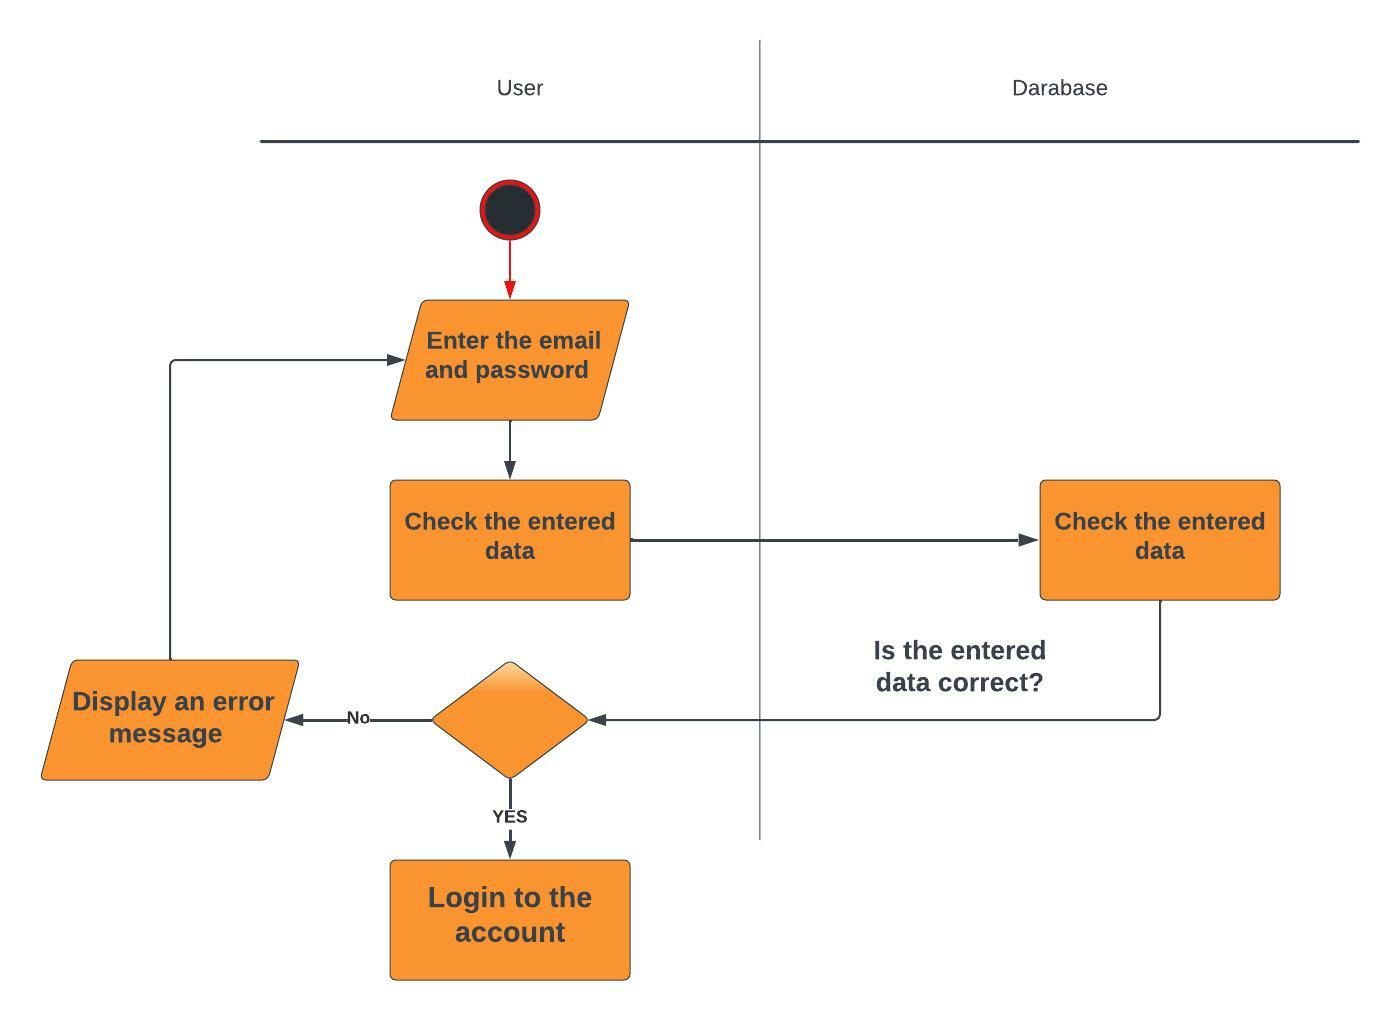 User
Darabase
Enter the email
and password
Check the entered
data
Check the entered
data
Is the entered
data correct?
Display an error
message
No
YES
Login to the
account